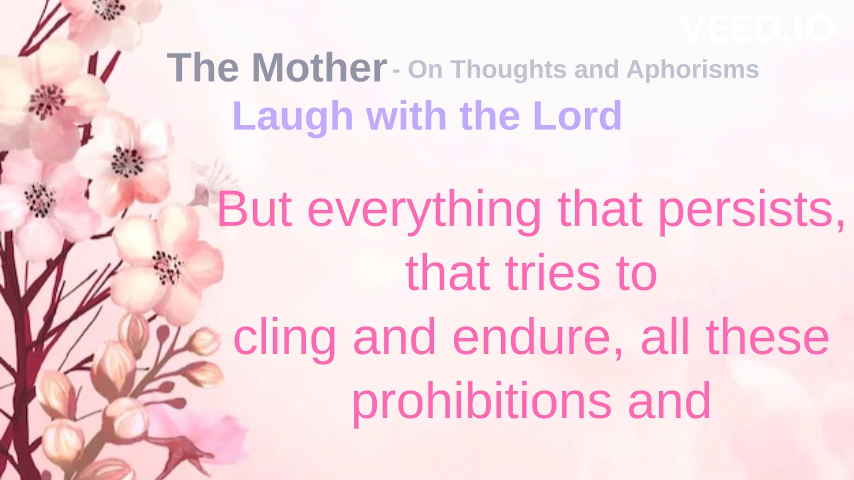 VEED.IO
The Mother - On Thoughts and Aphorisms
Laugh with the Lord
But everything that persists,
that tries to
cling and endure, all these
prohibitions and